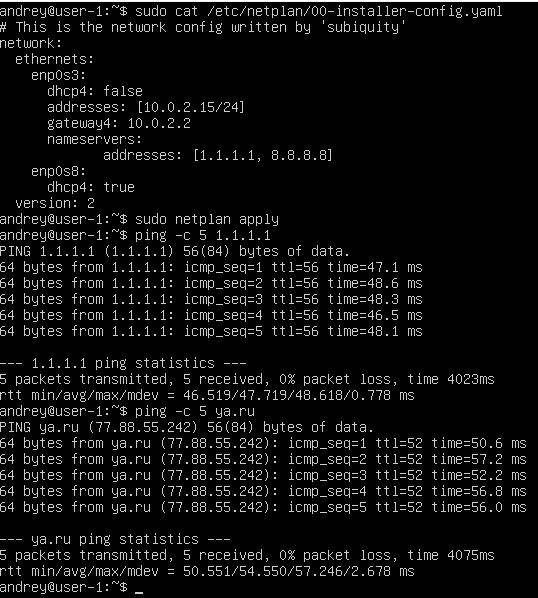 andrey@user-1:~$ sudo cat /etc/netplan/00-installer-config.yaml
# This is the network config written by 'subiquity'
network:
  ethernets:
    enp0s3:
      dhcp4: false
      addresses: [10.0.2.15/24]
      gateway4: 10.0.2.2
      nameservers:
             addresses: [1.1.1.1, 8.8.8.8]
    enp0s8:
      dhcp4: true
  version: 2
andrey@user-1:~$ sudo netplan apply
andrey@user-1:~$ ping -c 5 1.1.1.1
PING 1.1.1.1 (1.1.1.1) 56(84) bytes of data.
64 bytes from 1.1.1.1: icmp_seq=1 ttl=56 time=47.1 ms
64 bytes from 1.1.1.1: icmp_seq=2 ttl=56 time=48.6 ms
64 bytes from 1.1.1.1: icmp_seq=3 ttl=56 time=48.3 ms
64 bytes from 1.1.1.1: icmp_seq=4 ttl=56 time=46.5 ms
64 bytes from 1.1.1.1: icmp_seq=5 ttl=56 time=48.1 ms

--- 1.1.1.1 ping statistics ---
5 packets transmitted, 5 received, 0% packet loss, time 4023ms
rtt min/avg/max/mdev = 46.519/47.719/48.618/0.778 ms
andrey@user-1:~$ ping -c 5 ya.ru
PING ya.ru (77.88.55.242) 56(84) bytes of data.
64 bytes from ya.ru (77.88.55.242): icmp_seq=1 ttl=52 time=50.6 ms
64 bytes from ya.ru (77.88.55.242): icmp_seq=2 ttl=52 time=57.2 ms
64 bytes from ya.ru (77.88.55.242): icmp_seq=3 ttl=52 time=52.2 ms
64 bytes from ya.ru (77.88.55.242): icmp_seq=4 ttl=52 time=56.8 ms
64 bytes from ya.ru (77.88.55.242): icmp_seq=5 ttl=52 time=56.0 ms

--- ya.ru ping statistics ---
5 packets transmitted, 5 received, 0% packet loss, time 4075ms
rtt min/avg/max/mdev = 50.551/54.550/57.246/2.678 ms
andrey@user-1:~$ _